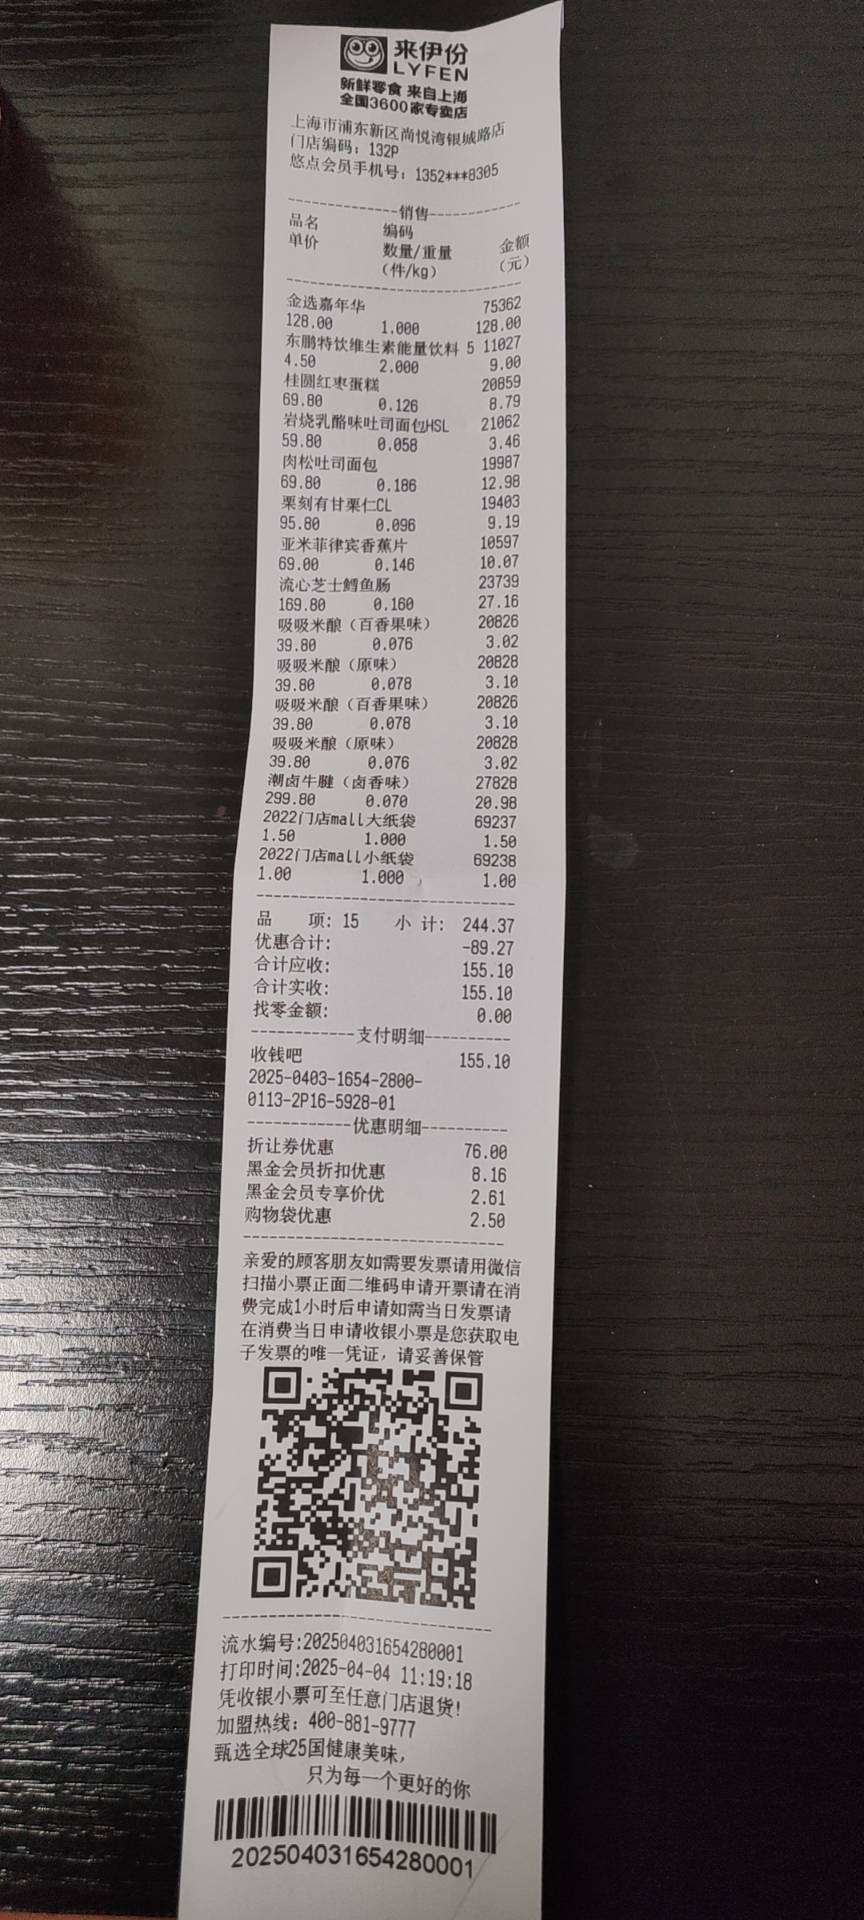 来伊份
LYFEN
新鲜零食 来自上海
全国3600家专卖店
上海市浦东新区尚悦湾银城路店
门店编码：132P
悠点会员手机号：1352***8305
销售
品名 编码
单价 数量/重量 金额
（件/kg） （元）
金选嘉年华 75362
128.00 1.000 128.00
东鹏特饮维生素能量饮料 5 11027
4.50 2.000 9.00
桂圆红枣蛋糕 20859
69.80 0.126 8.79
岩烧乳酪味吐司面包HSL 21062
59.80 0.058 3.46
肉松吐司面包 19987
69.80 0.186 12.98
栗刻有甘栗仁CL 19403
95.80 0.096 9.19
亚米菲律宾香蕉片 10597
69.00 0.146 10.07
流心芝士鳕鱼肠 23739
169.80 0.160 27.16
吸吸米酿（百香果味） 20826
39.80 0.076 3.02
吸吸米酿（原味） 20828
39.80 0.078 3.10
吸吸米酿（百香果味） 20826
39.80 0.078 3.10
吸吸米酿（原味） 20828
39.80 0.076 3.02
潮卤牛腱（卤香味） 27828
299.80 0.070 20.98
2022门店mall大纸袋 69237
1.50 1.000 1.50
2022门店mall小纸袋 69238
1.00 1.000 1.00
品 项: 15 小 计: 244.37
优惠合计: -89.27
合计应收: 155.10
合计实收: 155.10
找零金额: 0.00
支付明细
收钱吧 155.10
2025-0403-1654-2800-
0113-2P16-5928-01
优惠明细
折让券优惠 76.00
黑金会员折扣优惠 8.16
黑金会员专享价优 2.61
购物袋优惠 2.50
亲爱的顾客朋友如需要发票请用微信
扫描小票正面二维码申请开票请在消
费完成1小时后申请如需当日发票请
在消费当日申请收银小票是您获取电
子发票的唯一凭证，请妥善保管
流水编号:202504031654280001
打印时间:2025-04-04 11:19:18
凭收银小票可至任意门店退货!
加盟热线：400-881-9777
甄选全球25国健康美味,
只为每一个更好的你
202504031654280001